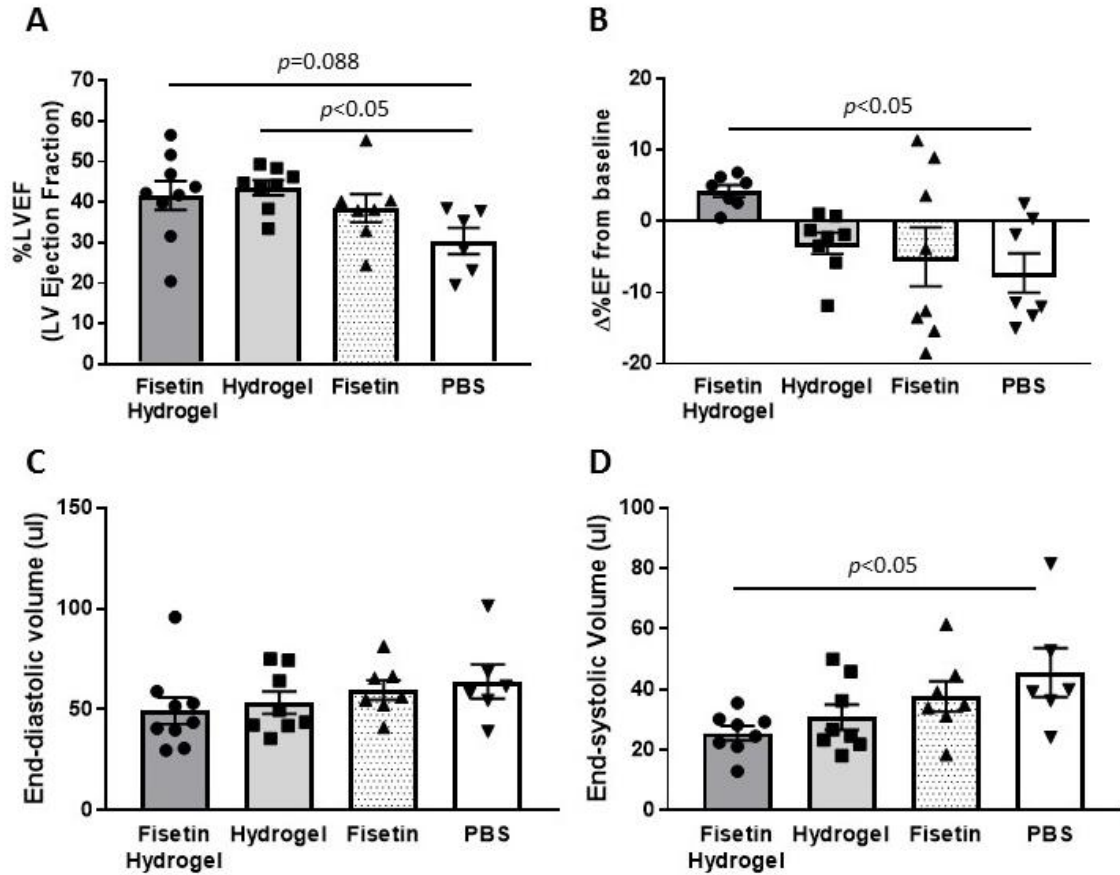 A
%LVEF
(LV Ejection Fraction)
70
60
50
40
30
20
10
0
p=0.088
p<0.05
Fisetin
Hydrogel
Hydrogel
Fisetin
PBS
B
Δ%EF from baseline
20
10
0
-10
-20
p<0.05
Fisetin
Hydrogel
Hydrogel
Fisetin
PBS
C
End-diastolic volume (ul)
150
100
50
0
Fisetin
Hydrogel
Hydrogel
Fisetin
PBS
D
End-systolic Volume (ul)
100
80
60
40
20
0
p<0.05
Fisetin
Hydrogel
Hydrogel
Fisetin
PBS